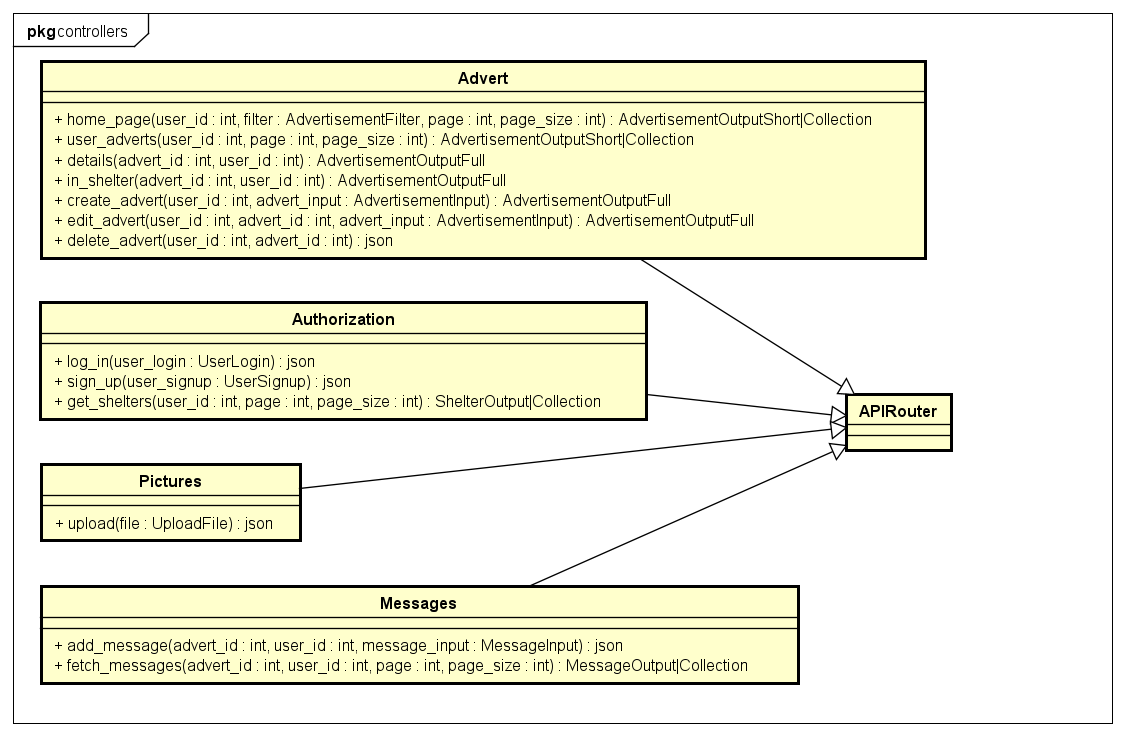 pkg controllers
Advert
+ home_page(user_id : int, filter : AdvertisementFilter, page : int, page_size : int) : AdvertisementOutputShort|Collection
+ user_adverts(user_id : int, page : int, page_size : int) : AdvertisementOutputShort|Collection
+ details(advert_id : int, user_id : int) : AdvertisementOutputFull
+ in_shelter(advert_id : int, user_id : int) : AdvertisementOutputFull
+ create_advert(user_id : int, advert_input : AdvertisementInput) : AdvertisementOutputFull
+ edit_advert(user_id : int, advert_id : int, advert_input : AdvertisementInput) : AdvertisementOutputFull
+ delete_advert(user_id : int, advert_id : int) : json
Authorization
+ log_in(user_login : UserLogin) : json
+ sign_up(user_signup : UserSignup) : json
+ get_shelters(user_id : int, page : int, page_size : int) : ShelterOutput|Collection
APIRouter
Pictures
+ upload(file : UploadFile) : json
Messages
+ add_message(advert_id : int, user_id : int, message_input : MessageInput) : json
+ fetch_messages(advert_id : int, user_id : int, page : int, page_size : int) : MessageOutput|Collection